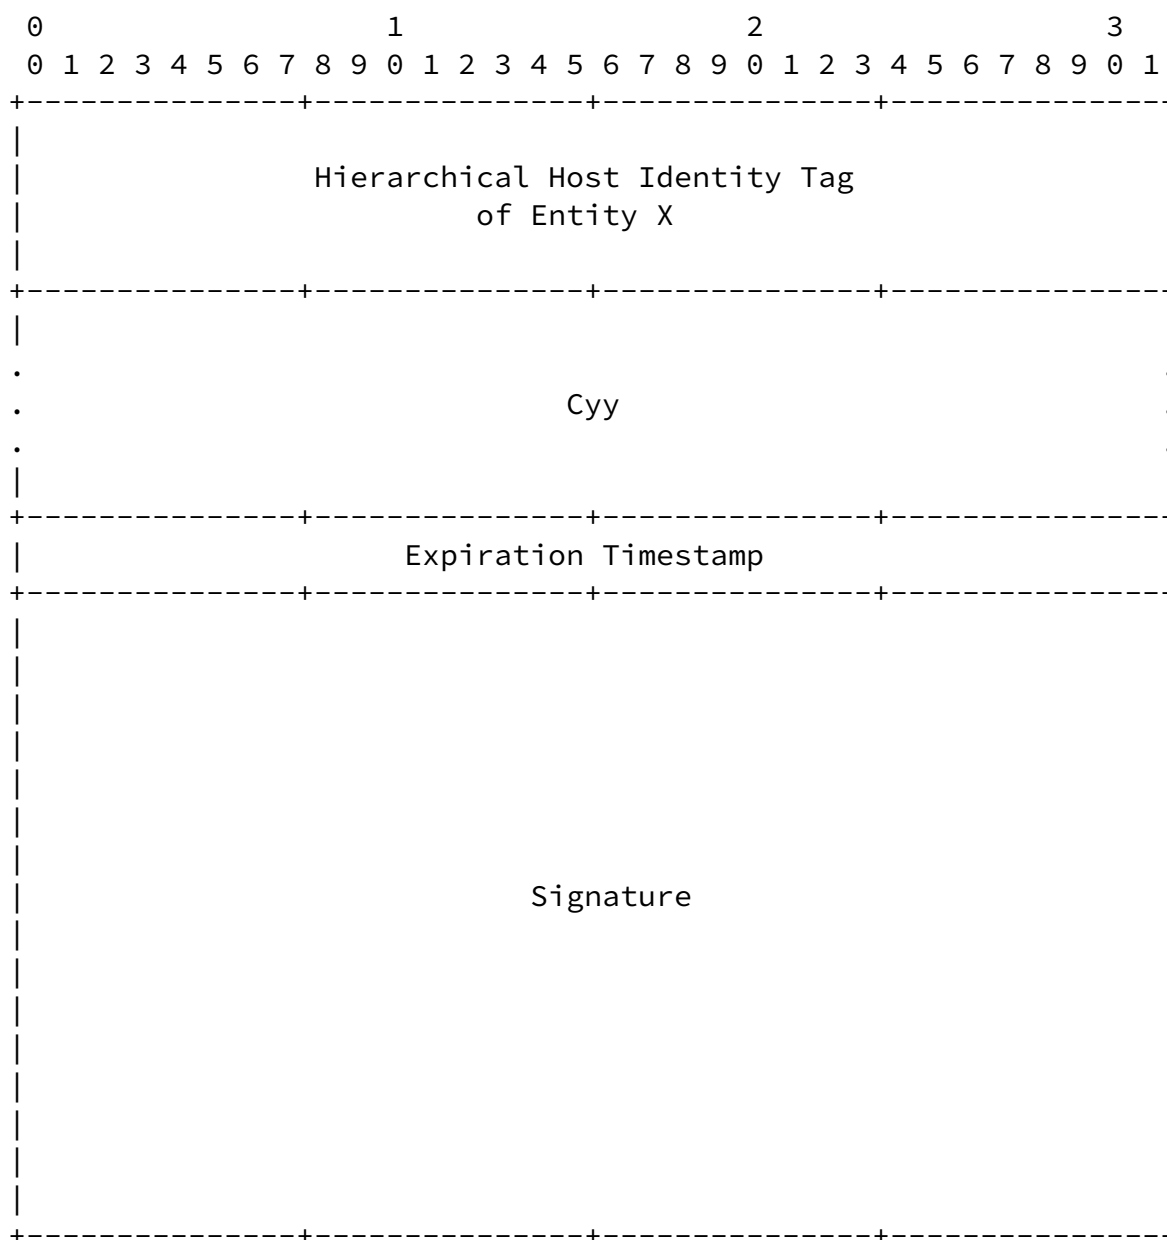 0                   1                   2                   3
0 1 2 3 4 5 6 7 8 9 0 1 2 3 4 5 6 7 8 9 0 1 2 3 4 5 6 7 8 9 0 1
Hierarchical Host Identity Tag
of Entity X
Cyy
Expiration Timestamp
Signature